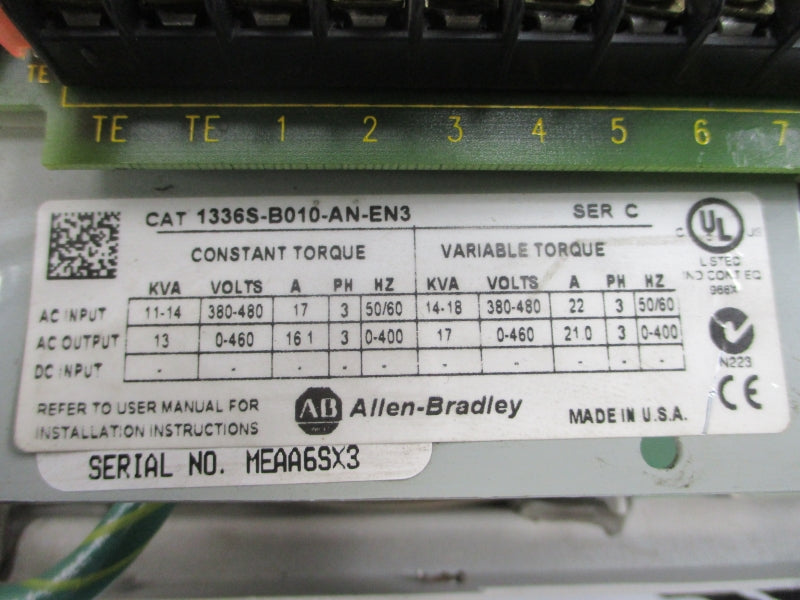 TE
TE TE 1 2 3 4 5 6 7
CAT 1336S-B010-AN-EN3 SER C
CONSTANT TORQUE VARIABLE TORQUE
KVA VOLTS A PH HZ KVA VOLTS A PH HZ
AC INPUT 11-14 380-480 17 3 50/60 14-18 380-480 22 3 50/60
AC OUTPUT 13 0-460 16.1 3 0-400 17 0-460 21.0 3 0-400
DC INPUT - - - - - - - - - -
REFER TO USER MANUAL FOR
INSTALLATION INSTRUCTIONS
AB Allen-Bradley
MADE IN U.S.A.
C UL US
LISTED
IND CONT EQ
966X
N223
CE
SERIAL NO. MEAA6SX3